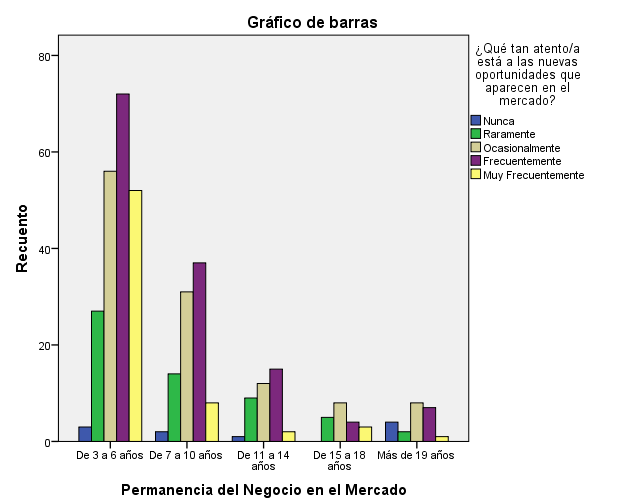 Gráfico de barras
¿Qué tan atento/a
está a las nuevas
oportunidades que
aparecen en el
mercado?
Nunca
Raramente
Ocasionalmente
Frecuentemente
Muy Frecuentemente
Recuento
80
60
40
20
0
De 3 a 6 años
De 7 a 10 años
De 11 a 14
años
De 15 a 18
años
Más de 19 años
Permanencia del Negocio en el Mercado